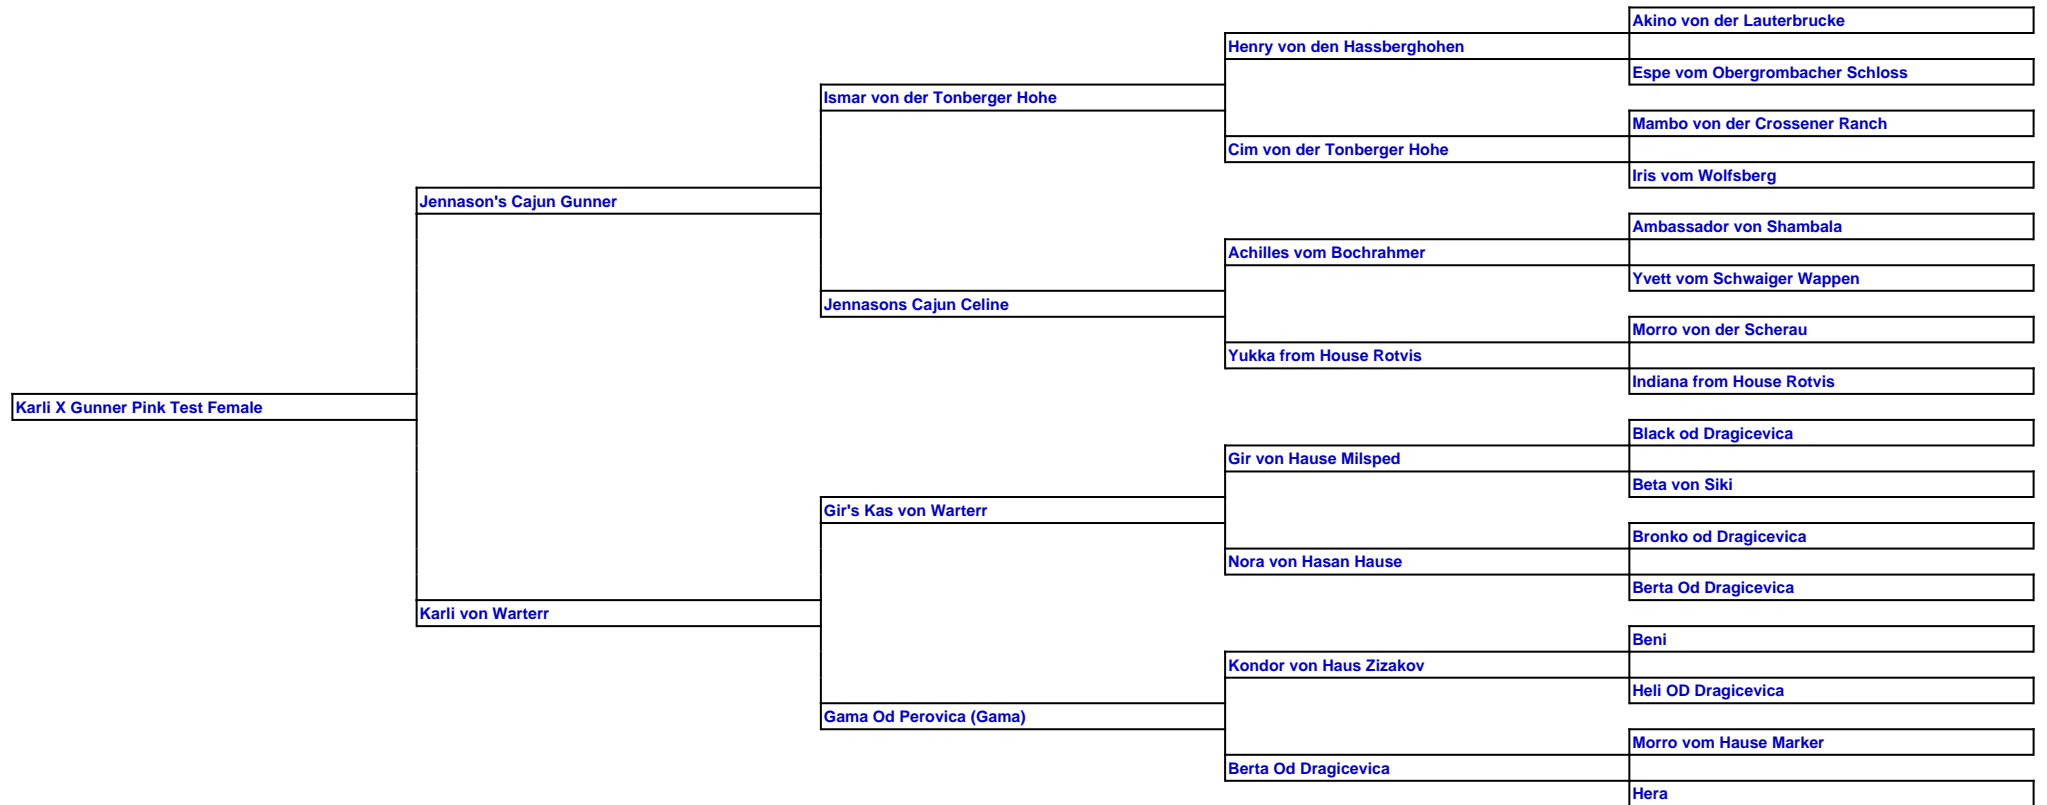 Akino von der Lauterbrucke
Henry von den Hassberghohen
Espe vom Obergrombacher Schloss
Ismar von der Tonberger Hohe
Mambo von der Crossener Ranch
Cim von der Tonberger Hohe
Iris vom Wolfsberg
Jennason's Cajun Gunner
Ambassador von Shambala
Achilles vom Bochrahmer
Yvett vom Schwaiger Wappen
Jennasons Cajun Celine
Morro von der Scherau
Yukka from House Rotvis
Indiana from House Rotvis
Karli X Gunner Pink Test Female
Black od Dragicevica
Gir von Hause Milsped
Beta von Siki
Gir's Kas von Warterr
Bronko od Dragicevica
Nora von Hasan Hause
Berta Od Dragicevica
Karli von Warterr
Beni
Kondor von Haus Zizakov
Heli OD Dragicevica
Gama Od Perovica (Gama)
Morro vom Hause Marker
Berta Od Dragicevica
Hera